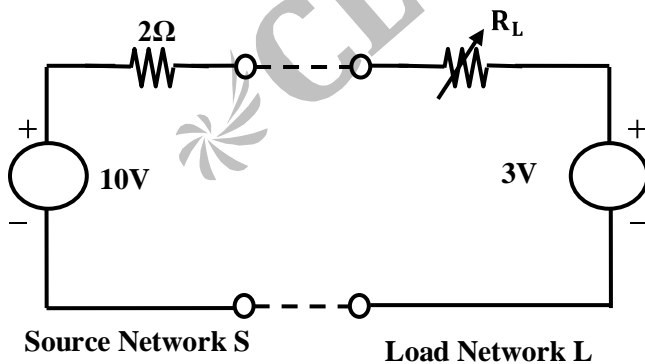 2Ω
R_L
+
+
10V
3V
−
−
Source Network S
Load Network L